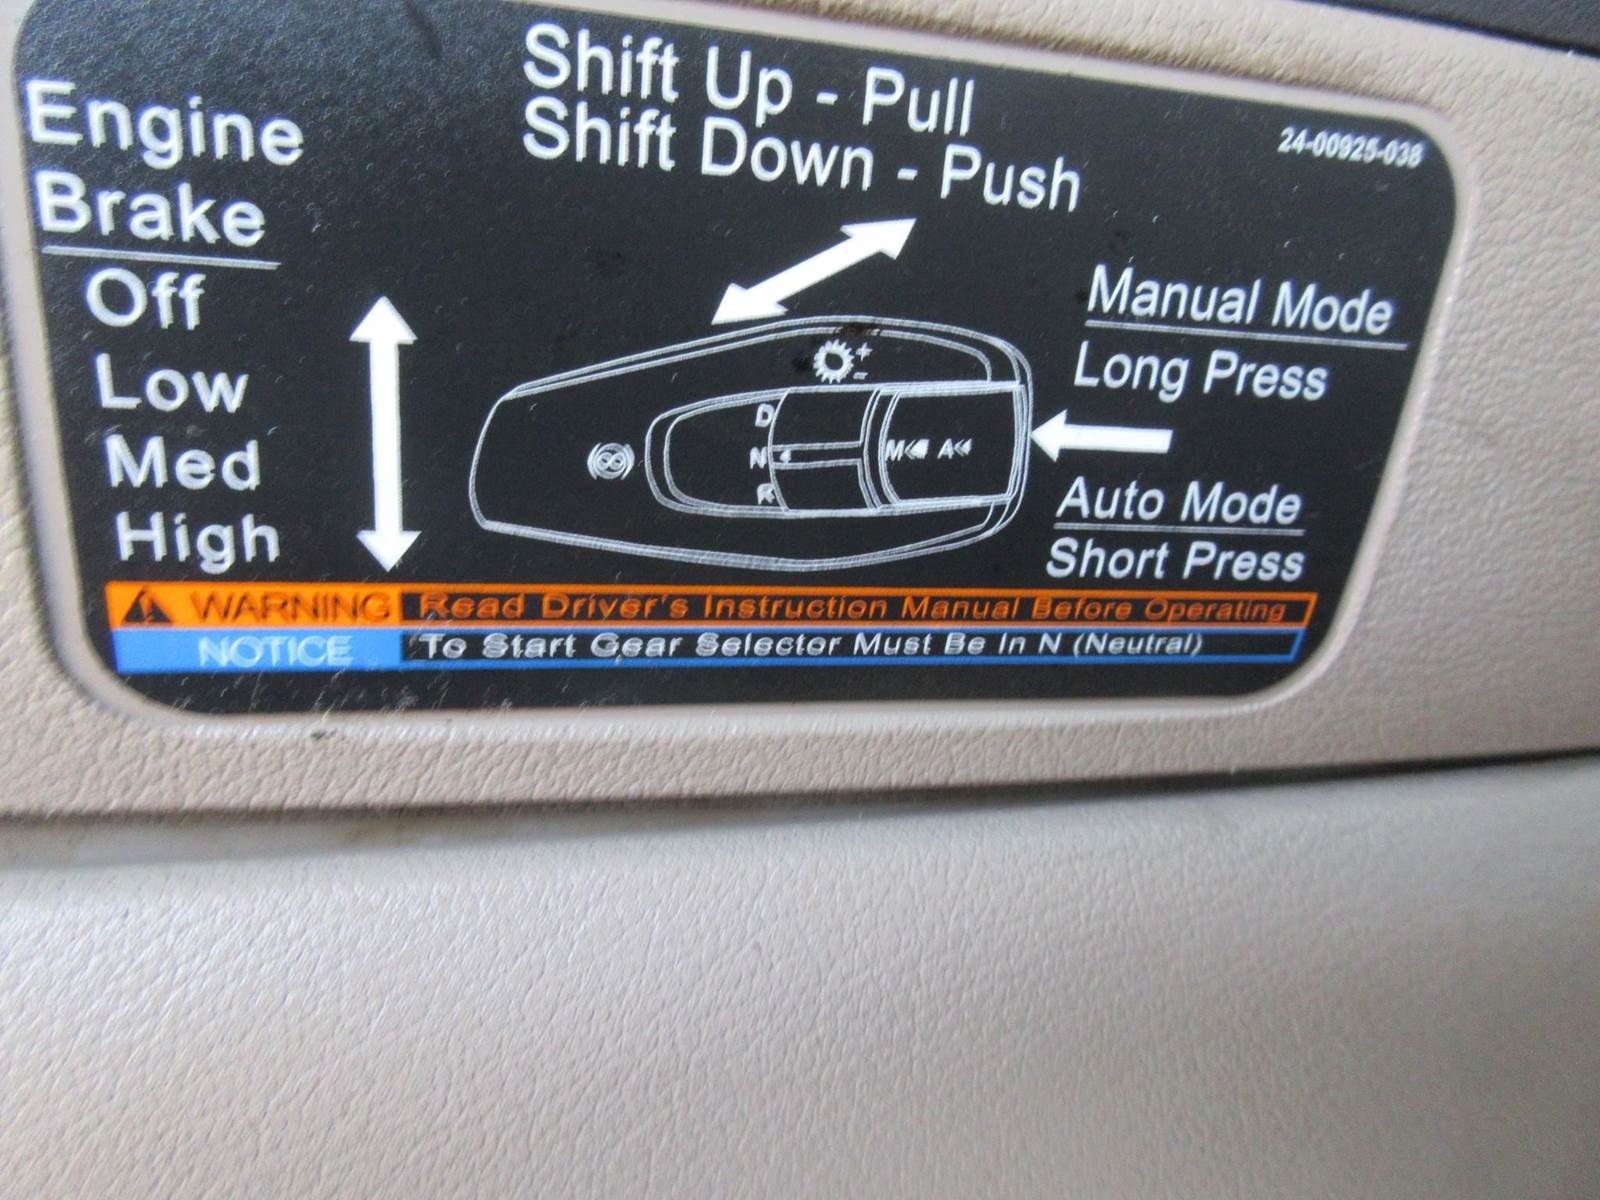 Shift Up - Pull
Shift Down - Push
24-00925-038
Engine
Brake
Off
Low
Med
High
Manual Mode
Long Press
Auto Mode
Short Press
+
-
D
N
R
M A
WARNING Read Driver's Instruction Manual Before Operating
NOTICE To Start Gear Selector Must Be In N (Neutral)